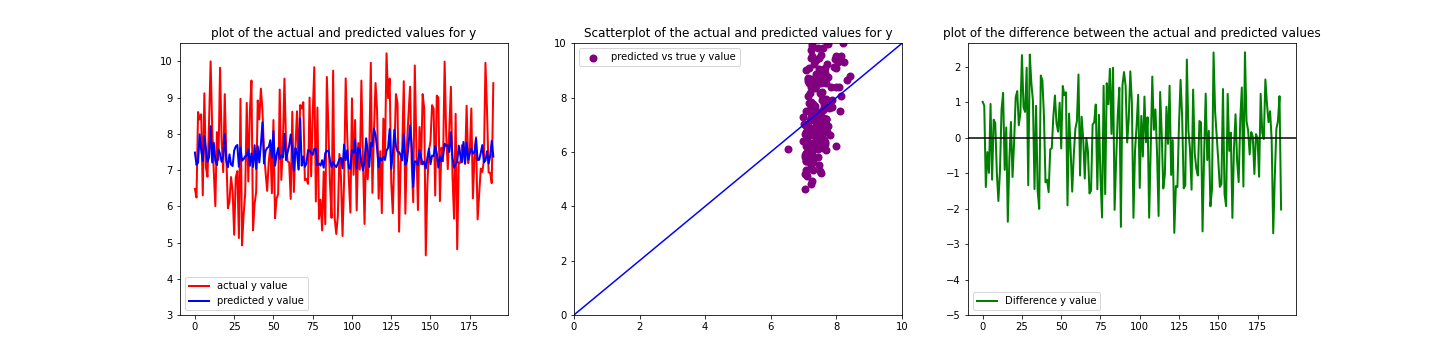 plot of the actual and predicted values for y
10
9
8
7
6
5
4
3
actual y value
predicted y value
0 25 50 75 100 125 150 175
Scatterplot of the actual and predicted values for y
10
8
6
4
2
0
predicted vs true y value
0 2 4 6 8 10
plot of the difference between the actual and predicted values
2
1
0
−1
−2
−3
−4
−5
Difference y value
0 25 50 75 100 125 150 175